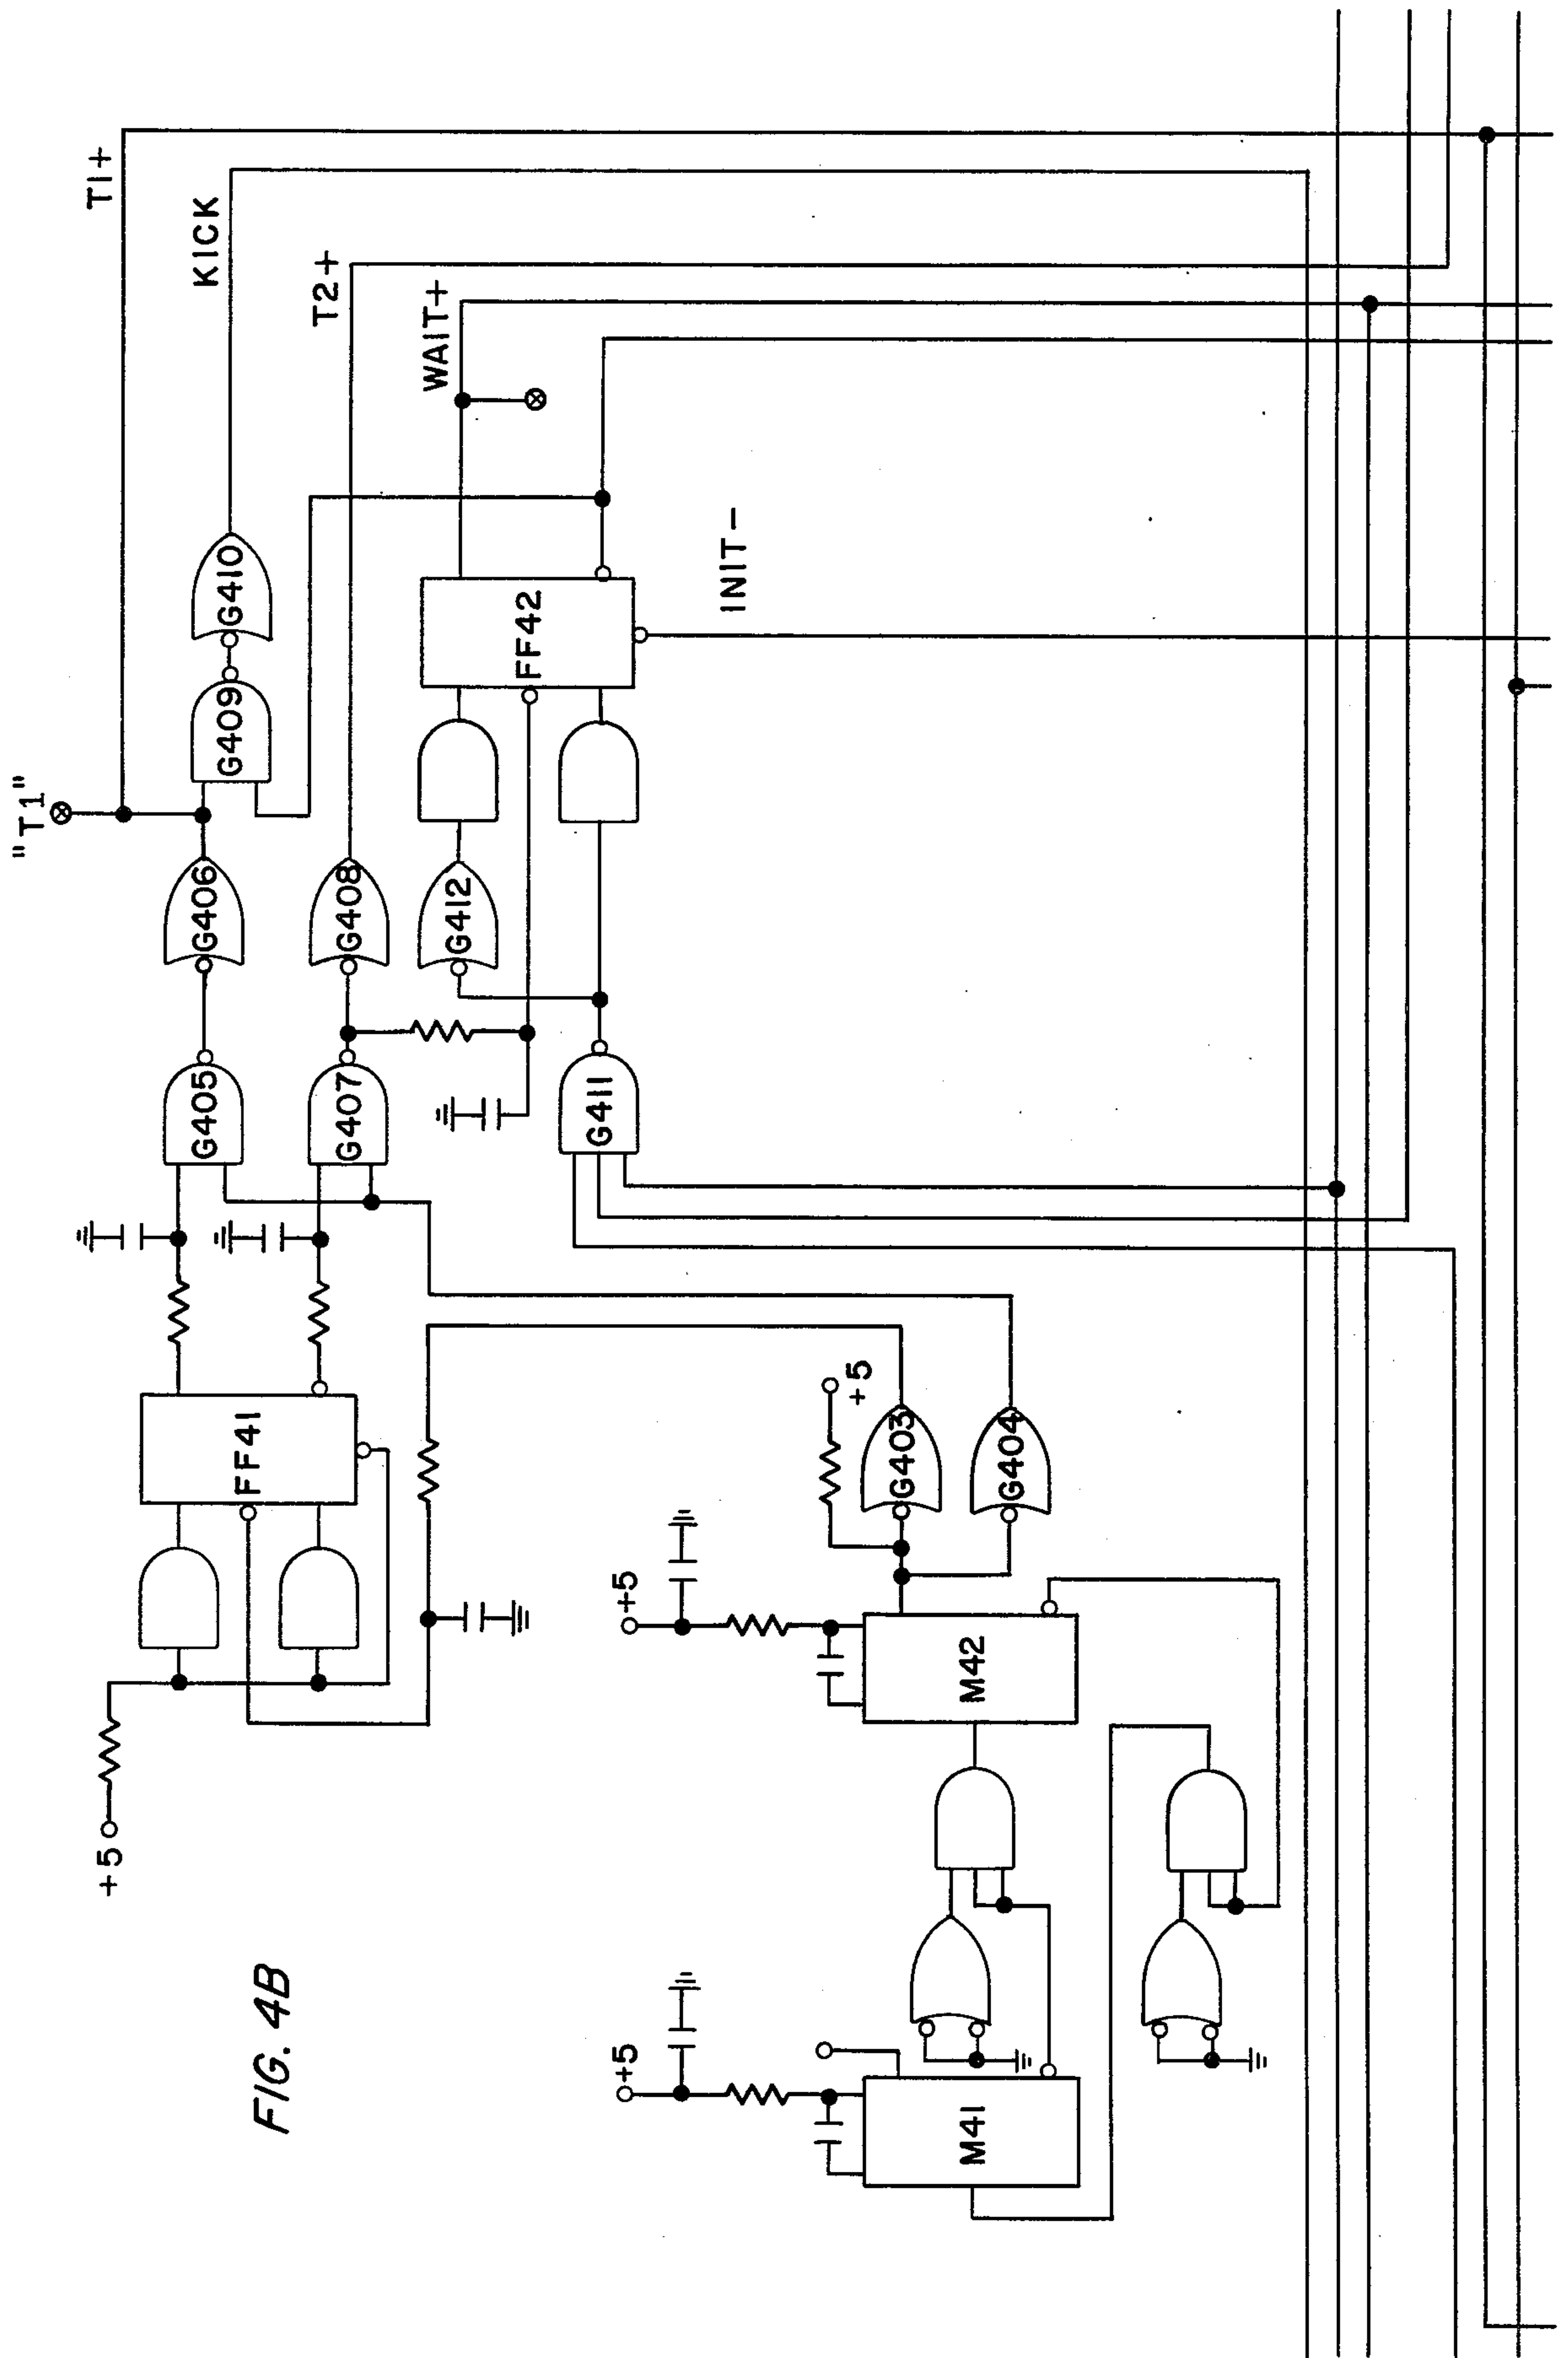 FIG. 4B
"T1"
T1+
KICK
T2+
WAIT+
INIT-
+5
FF41
G405
G406
G409
G410
G407
G408
G412
FF42
G411
+5
+5
+5
G403
G404
M42
M41